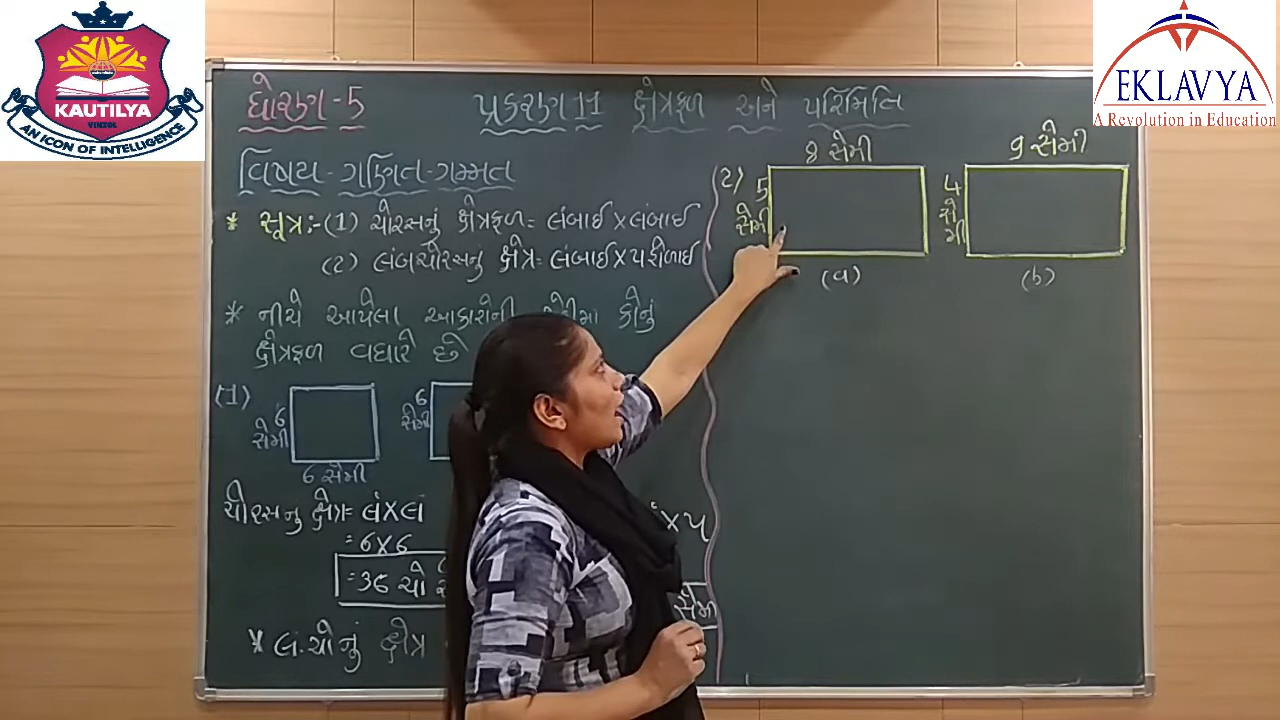 KAUTILYA
VINZOL
AN ICON OF INTELLIGENCE
EKLAVYA
A Revolution in Education
ધોરણ-5 પ્રકરણ 11 ક્ષેત્રફળ અને પરિમિતિ
વિષય-ગણિત-ગમ્મત
* સૂત્ર:- (1) ચોરસનું ક્ષેત્રફળ= લંબાઈ X લંબાઈ
(2) લંબચોરસનું ક્ષેત્ર= લંબાઈ X પહોળાઈ
* નીચે આપેલા આકારોની કોનું
ક્ષેત્રફળ વધારે છે
(1) 6 સેમી 6 સેમી
6 સેમી
ચોરસનુ ક્ષેત્ર= લંXલં
= 6X6
=36 ચો
X પ
સેમી
* લં.ચોનું ક્ષેત્ર
(2) 8 સેમી 9 સેમી
5 સેમી 4 સેમી
(a) (b)